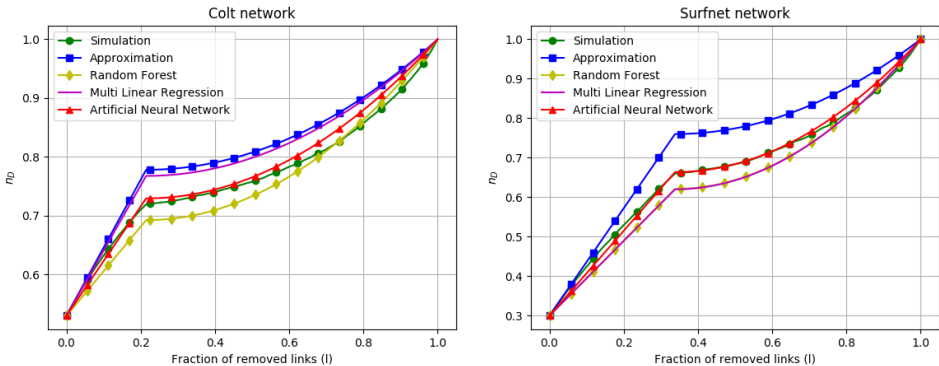 Colt network
1.0
0.9
0.8
0.7
0.6
n_D
Simulation
Approximation
Random Forest
Multi Linear Regression
Artificial Neural Network
0.0 0.2 0.4 0.6 0.8 1.0
Fraction of removed links (l)
Surfnet network
1.0
0.9
0.8
0.7
0.6
0.5
0.4
0.3
n_D
Simulation
Approximation
Random Forest
Multi Linear Regression
Artificial Neural Network
0.0 0.2 0.4 0.6 0.8 1.0
Fraction of removed links (l)